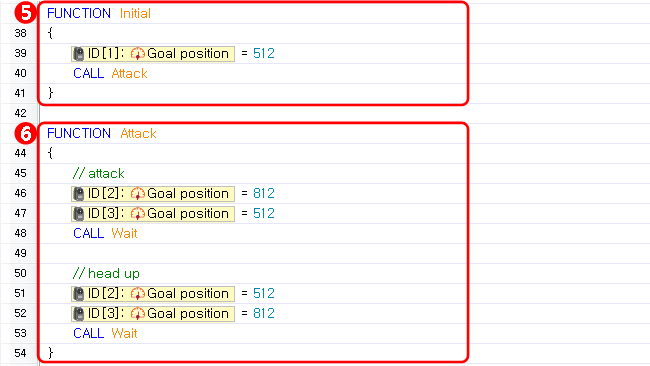 5 FUNCTION Initial
38 {
39 ID[1]: Goal position = 512
40 CALL Attack
41 }
42
6 FUNCTION Attack
44 {
45 // attack
46 ID[2]: Goal position = 812
47 ID[3]: Goal position = 512
48 CALL Wait
49
50 // head up
51 ID[2]: Goal position = 512
52 ID[3]: Goal position = 812
53 CALL Wait
54 }